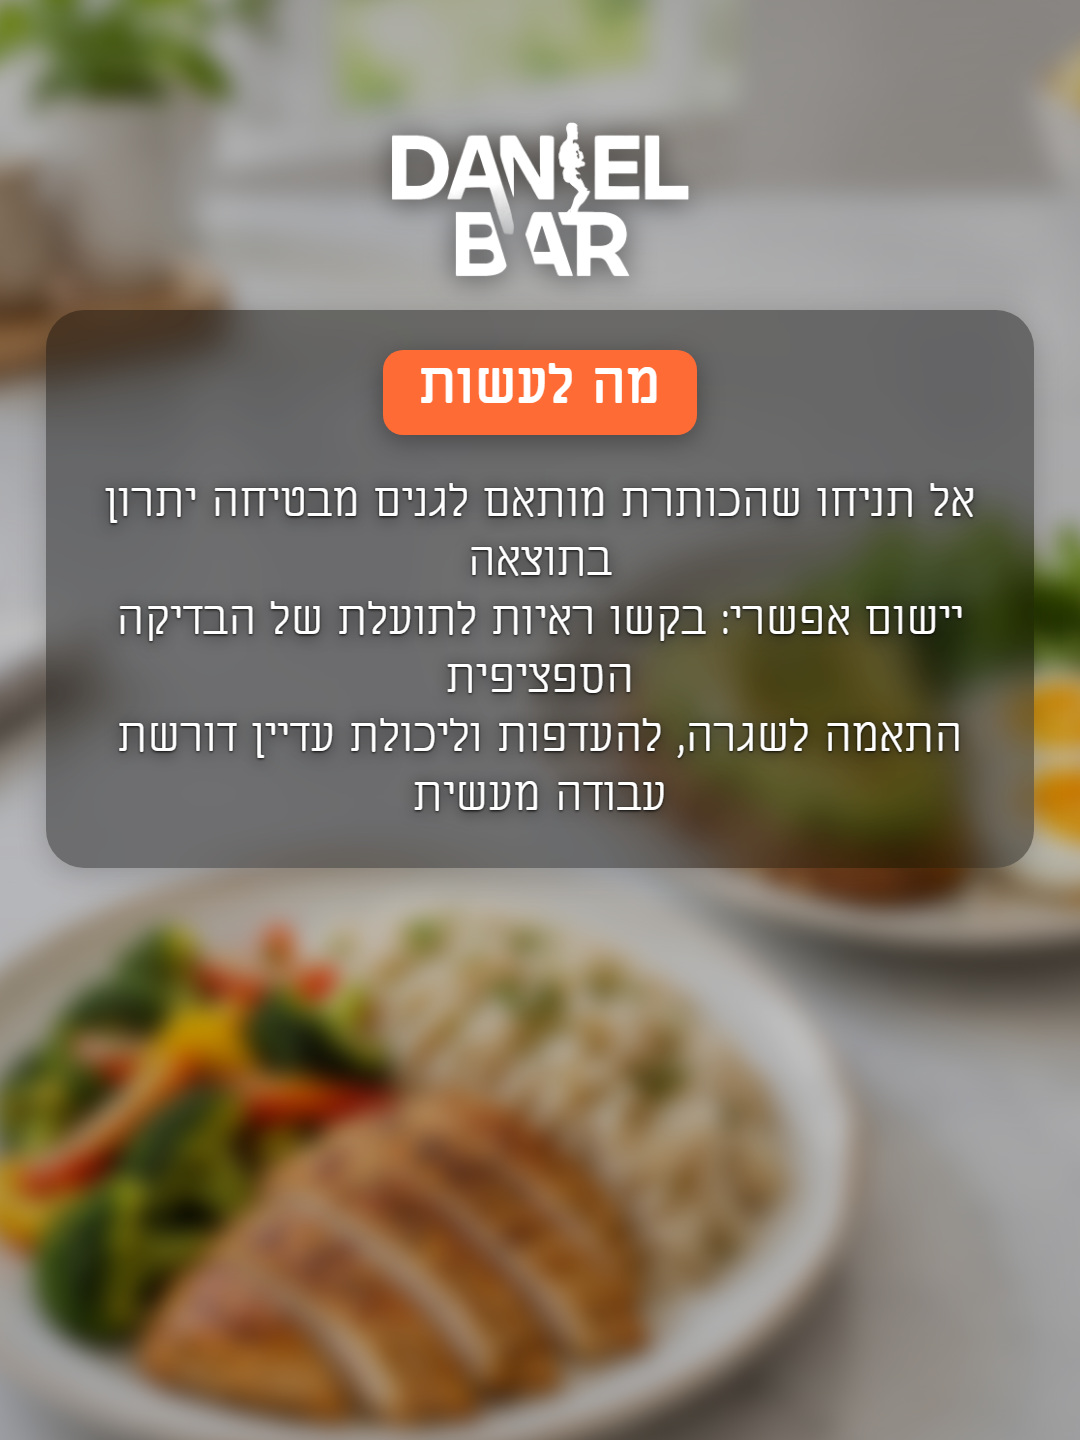 DANIEL
BAR
מה לעשות
אל תניחו שהכותרת מותאם לגנים מבטיחה יתרון
בתוצאה
יישום אפשרי: בקשו ראיות לתועלת של הבדיקה
הספציפית
התאמה לשגרה, להעדפות וליכולת עדיין דורשת
עבודה מעשית